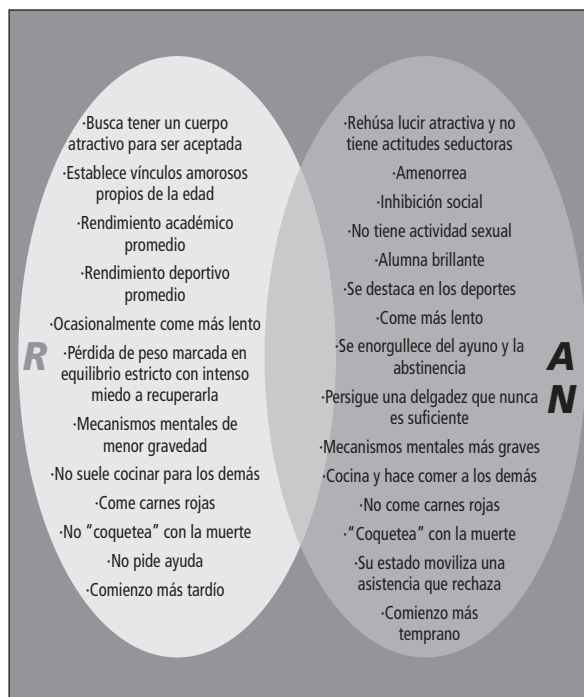 ·Busca tener un cuerpo
atractivo para ser aceptada
·Establece vínculos amorosos
propios de la edad
·Rendimiento académico
promedio
·Rendimiento deportivo
promedio
·Ocasionalmente come más lento
R
·Pérdida de peso marcada en
equilibrio estricto con intenso
miedo a recuperarla
·Mecanismos mentales de
menor gravedad
·No suele cocinar para los demás
·Come carnes rojas
·No "coquetea" con la muerte
·No pide ayuda
·Comienzo más tardío
·Rehúsa lucir atractiva y no
tiene actitudes seductoras
·Amenorrea
·Inhibición social
·No tiene actividad sexual
·Alumna brillante
·Se destaca en los deportes
·Come más lento
·Se enorgullece del ayuno y la
abstinencia
·Persigue una delgadez que nunca
es suficiente
·Mecanismos mentales más graves
·Cocina y hace comer a los demás
·No come carnes rojas
·"Coquetea" con la muerte
·Su estado moviliza una
asistencia que rechaza
·Comienzo más
temprano
A
N